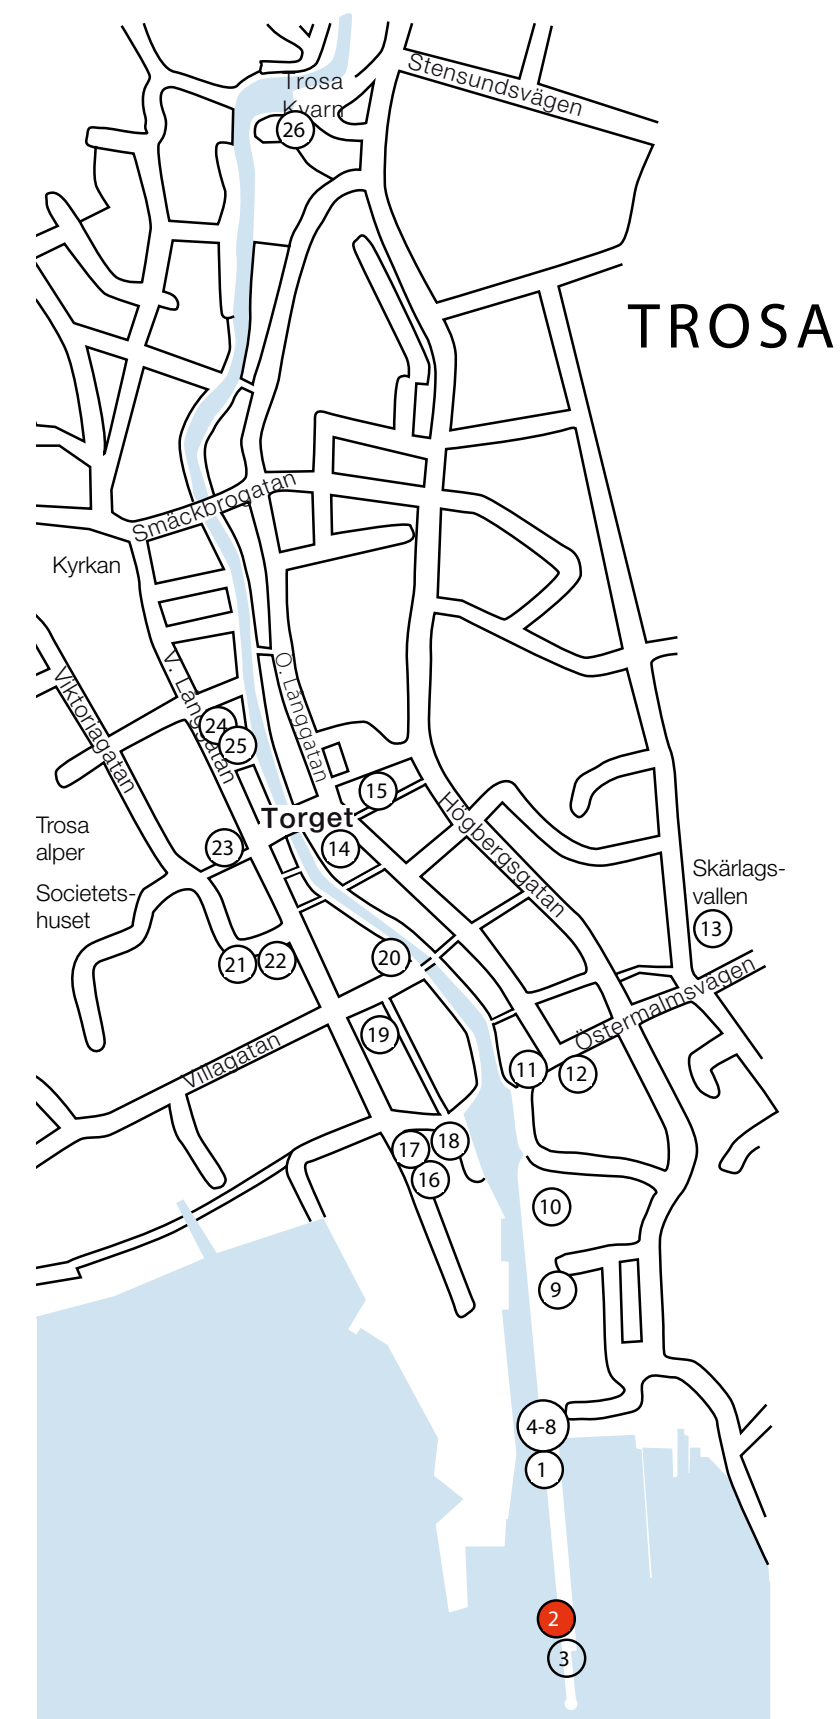 Stensundsvägen
Trosa
Kvarn
26
TROSA
Smäckbrogatan
Kyrkan
V. Långgatan
Ö. Långgatan
Viktoriagatan
24
25
15
Högbergsgatan
Torget
Trosa
alper
23
14
Societets-
huset
Skärlags-
vallen
13
21
22
20
Östermalmsvägen
19
Villagatan
11
12
17
18
16
10
9
4-8
1
2
3